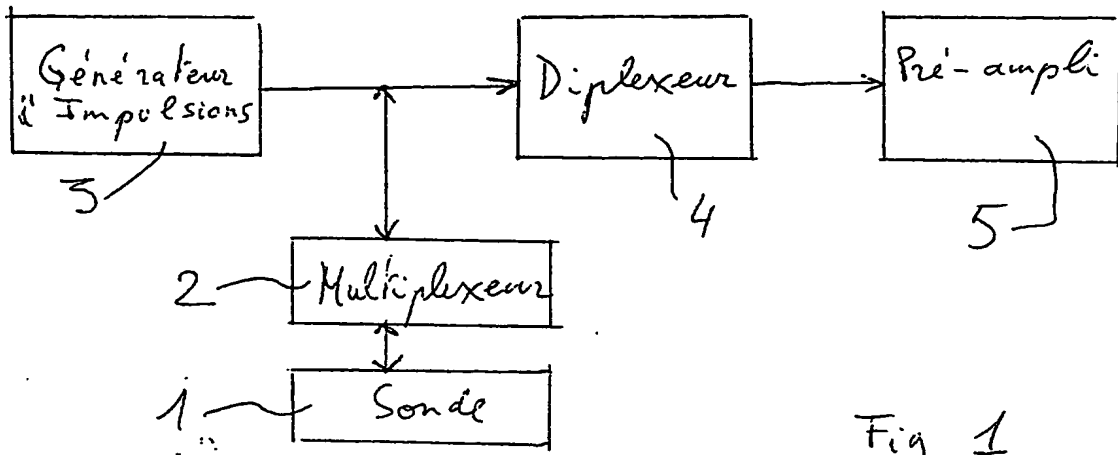 Générateur
d'Impulsions
3
Diplexeur
4
Pré-ampli
5
2
Multiplexeur
1
Sonde
Fig 1